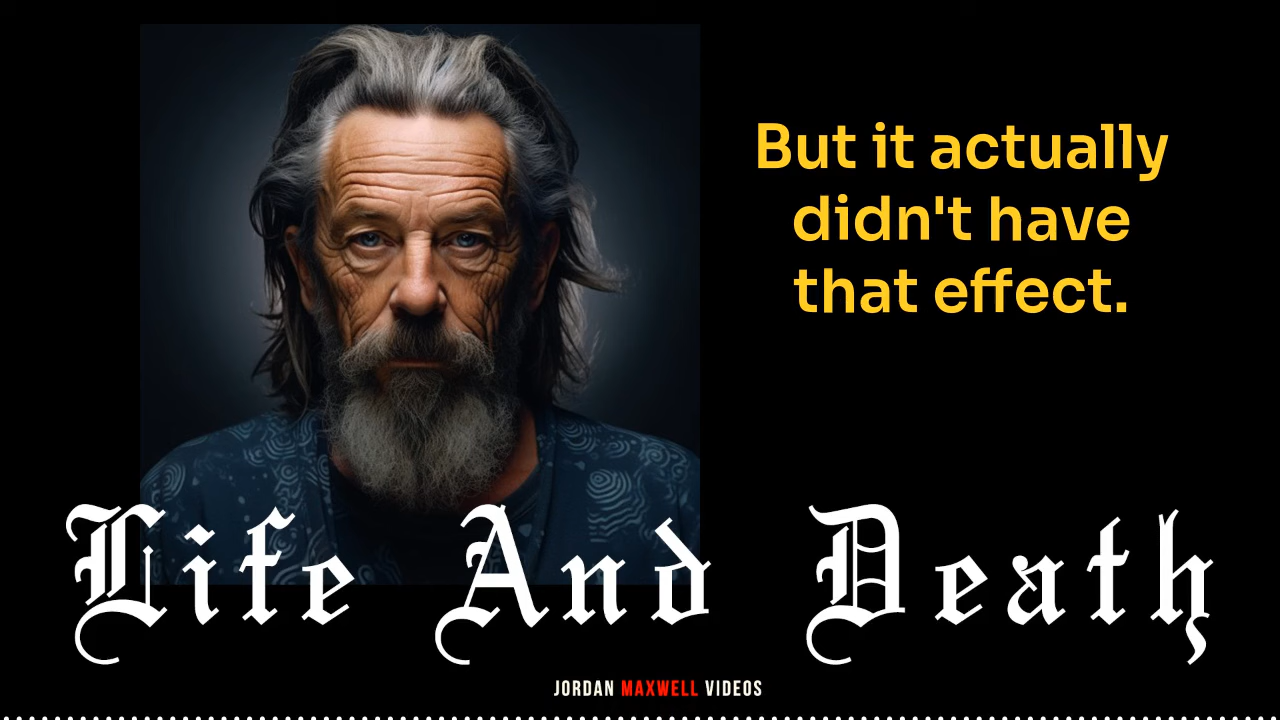 But it actually
didn't have
that effect.
Life And Death
JORDAN MAXWELL VIDEOS